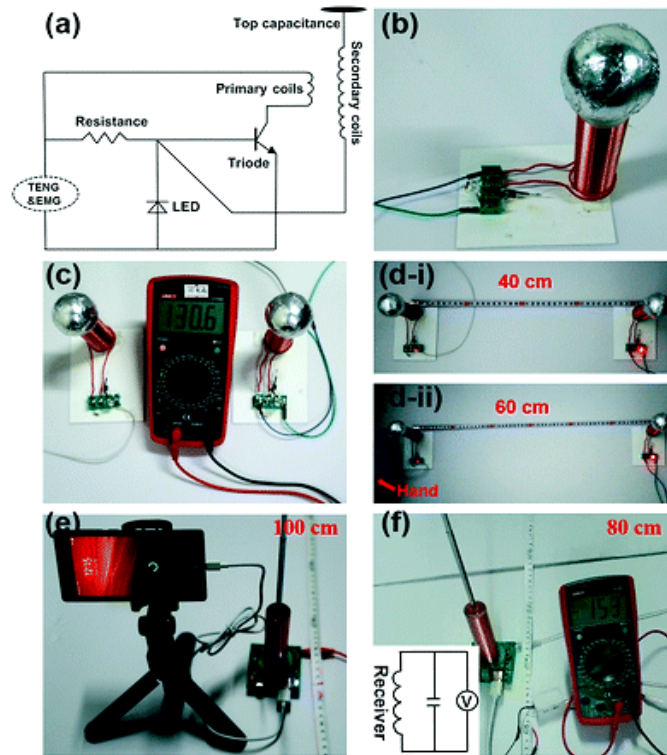 (a)
Top capacitance
Primary coils
Secondary coils
Resistance
Triode
TENG
&EMG
LED
(b)
(c)
130.6
(d-i)
40 cm
d-ii)
60 cm
Hand
(e)
100 cm
(f)
80 cm
153
Receiver
V